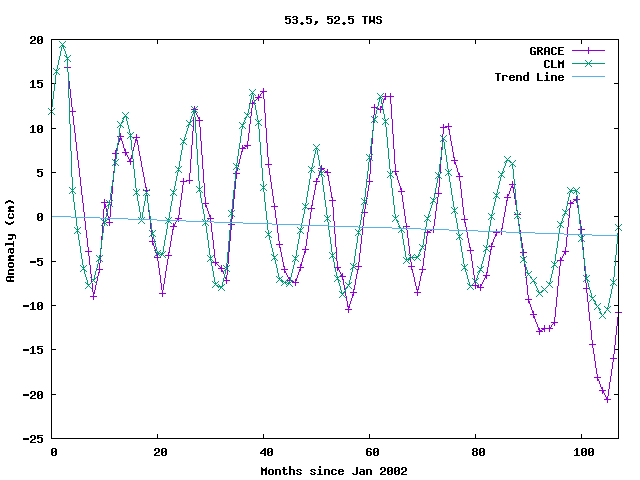 53.5, 52.5 TWS
GRACE
CLM
Trend Line
20
15
10
5
0
-5
-10
-15
-20
-25
Anomaly (cm)
0 20 40 60 80 100
Months since Jan 2002